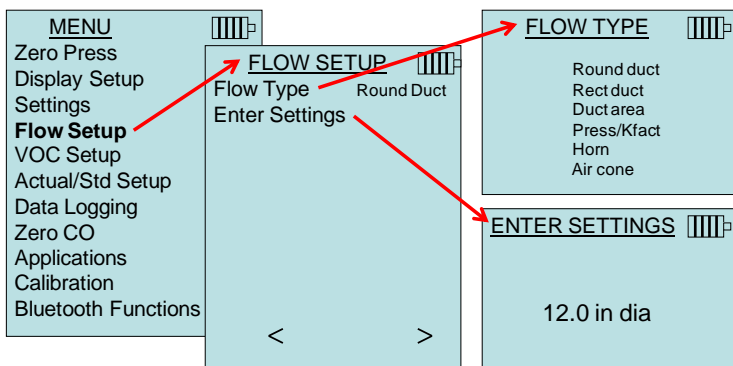 MENU
Zero Press
Display Setup
Settings
Flow Setup
VOC Setup
Actual/Std Setup
Data Logging
Zero CO
Applications
Calibration
Bluetooth Functions
FLOW SETUP
Flow Type Round Duct
Enter Settings
< >
FLOW TYPE
Round duct
Rect duct
Duct area
Press/Kfact
Horn
Air cone
ENTER SETTINGS
12.0 in dia